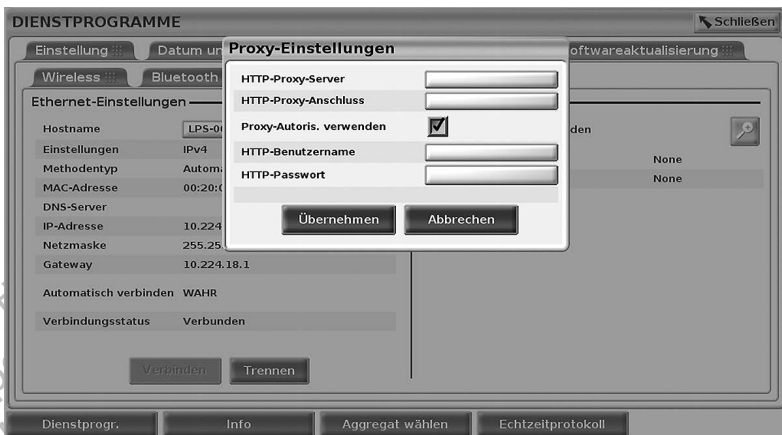 DIENSTPROGRAMME
Schließen
Einstellung
Datum un
oftwareaktualisierung
Wireless
Bluetooth
Proxy-Einstellungen
HTTP-Proxy-Server
HTTP-Proxy-Anschluss
Proxy-Autoris. verwenden
HTTP-Benutzername
HTTP-Passwort
Übernehmen Abbrechen
Ethernet-Einstellungen
Hostname LPS-0
Einstellungen IPv4
Methodentyp Automa
MAC-Adresse 00:20:
DNS-Server
IP-Adresse 10.224
Netzmaske 255.25
Gateway 10.224.18.1
Automatisch verbinden WAHR
Verbindungsstatus Verbunden
den
None
None
Verbinden Trennen
Dienstprogr. Info Aggregat wählen Echtzeitprotokoll